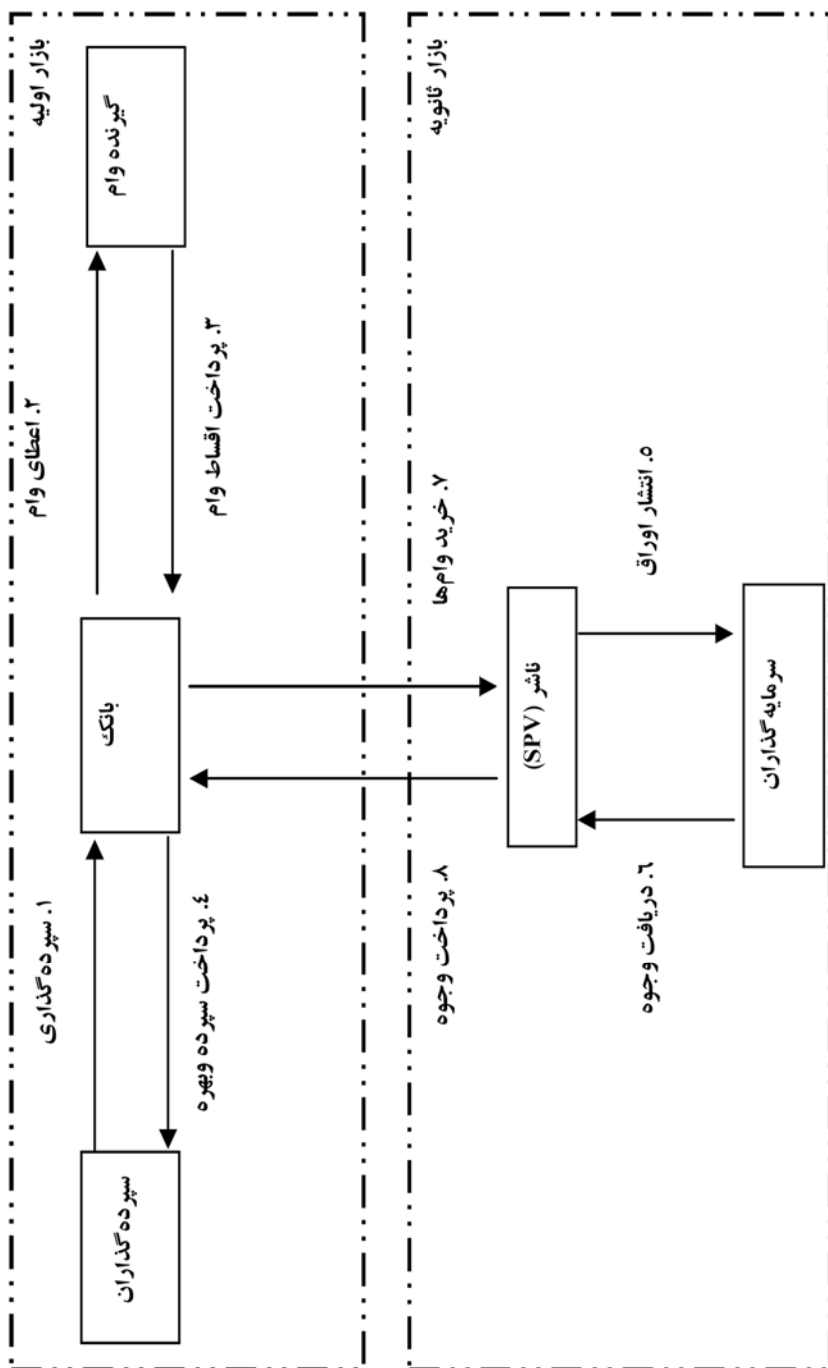 بازار اولیه
گیرنده وام
۲. اعطای وام
۳. پرداخت اقساط وام
بانک
۱. سپرده‌گذاری
۴. پرداخت سپرده وبهره
سپرده‌گذاران
بازار ثانویه
۷. خرید وام‌ها
۸. پرداخت وجوه
ناشر (SPV)
۵. انتشار اوراق
۶. دریافت وجوه
سرمایه‌گذاران